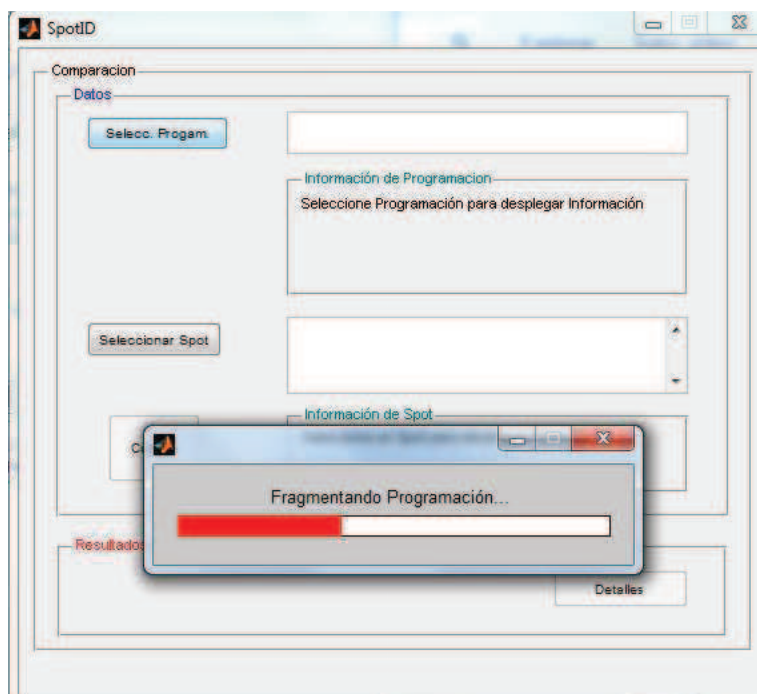 SpotID
Comparacion
Datos
Selecc. Progam.
Información de Programacion
Seleccione Programación para desplegar Información
Seleccionar Spot
Información de Spot
Fragmentando Programación...
Resultados
Detalles